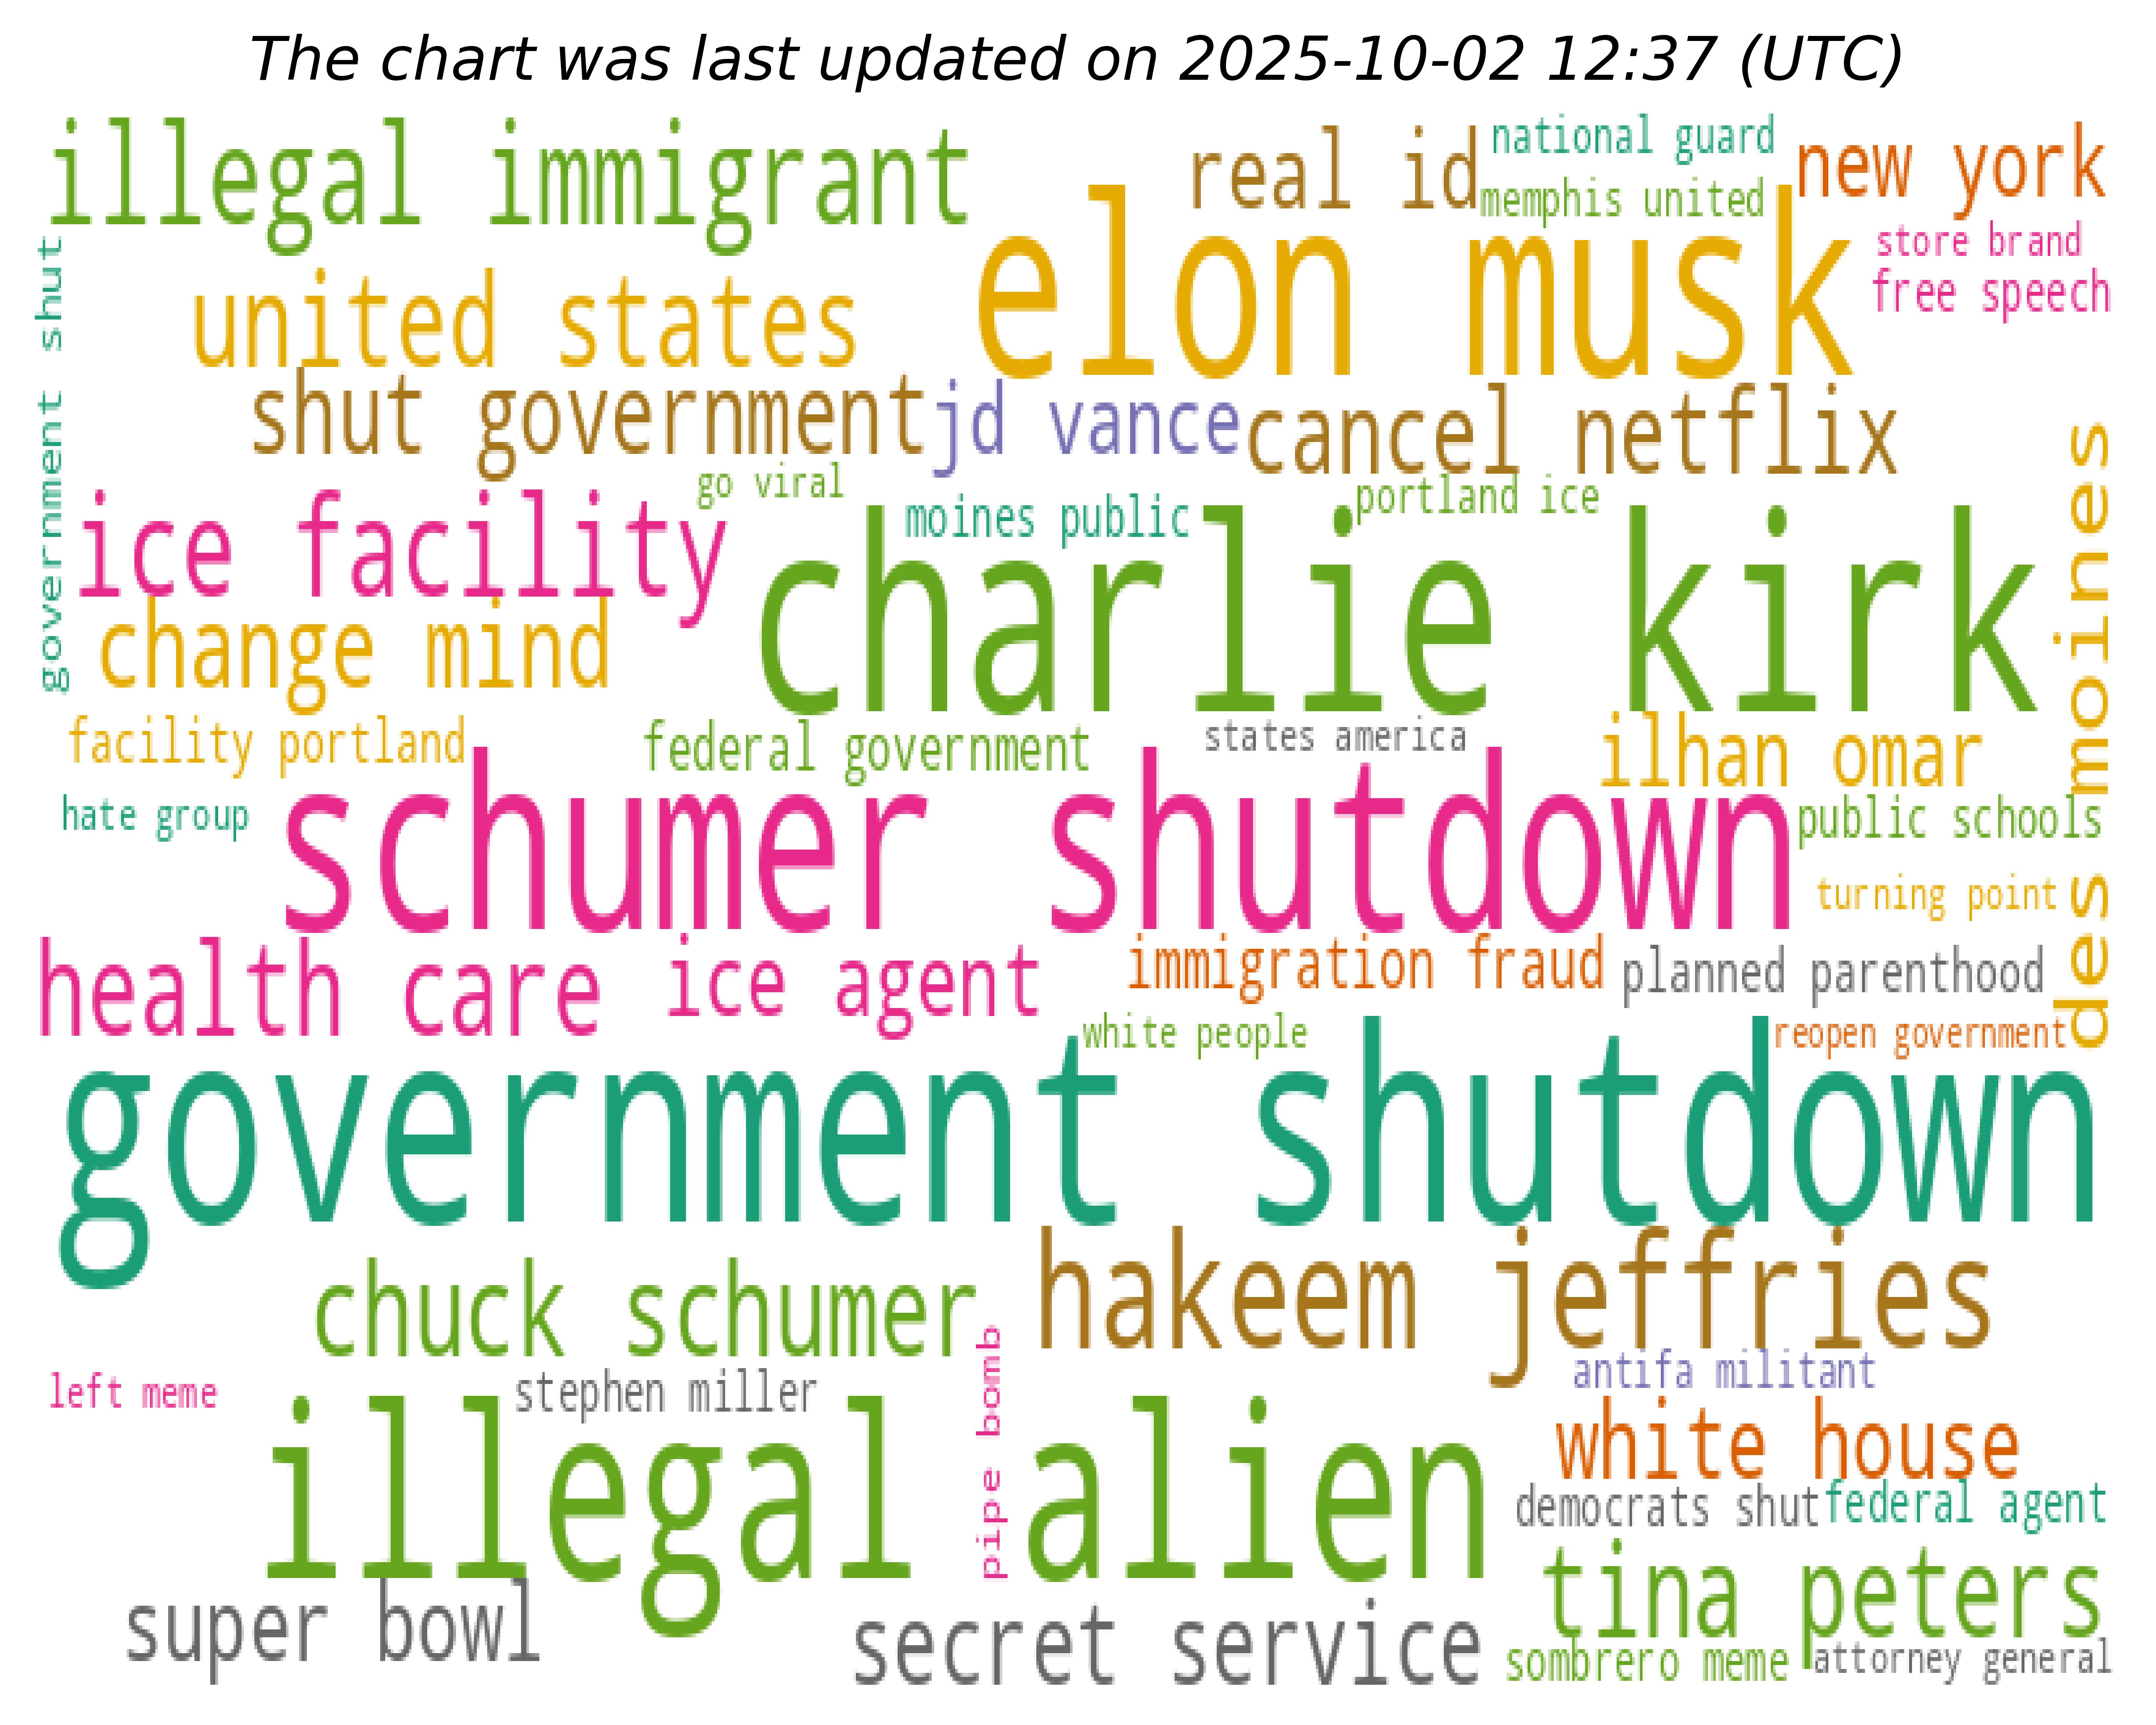 The chart was last updated on 2025-10-02 12:37 (UTC)
illegal immigrant
real id
national guard
new york
memphis united
elon musk
store brand
free speech
government shut
united states
shut government
jd vance
cancel netflix
go viral
portland ice
ice facility
moines public
charlie kirk
des moines
change mind
facility portland
federal government
states america
ilhan omar
hate group
schumer shutdown
public schools
turning point
health care
ice agent
immigration fraud
planned parenthood
white people
reopen government
government shutdown
chuck schumer
hakeem jeffries
pipe bomb
antifa militant
left meme
stephen miller
illegal alien
white house
democrats shut
federal agent
tina peters
super bowl
secret service
sombrero meme
attorney general